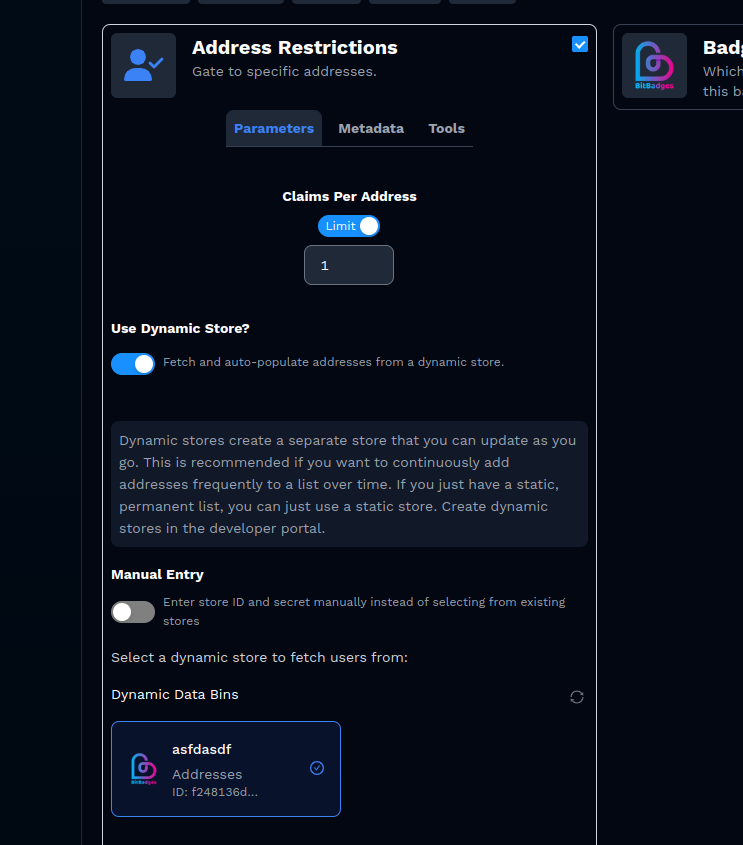 Address Restrictions
Gate to specific addresses.
Parameters
Metadata
Tools
Claims Per Address
Limit
1
Use Dynamic Store?
Fetch and auto-populate addresses from a dynamic store.
Dynamic stores create a separate store that you can update as you
go. This is recommended if you want to continuously add
addresses frequently to a list over time. If you just have a static,
permanent list, you can just use a static store. Create dynamic
stores in the developer portal.
Manual Entry
Enter store ID and secret manually instead of selecting from existing
stores
Select a dynamic store to fetch users from:
Dynamic Data Bins
BitBadges
asfdasdf
Addresses
ID: f248136d...
BitBadges
Which
this